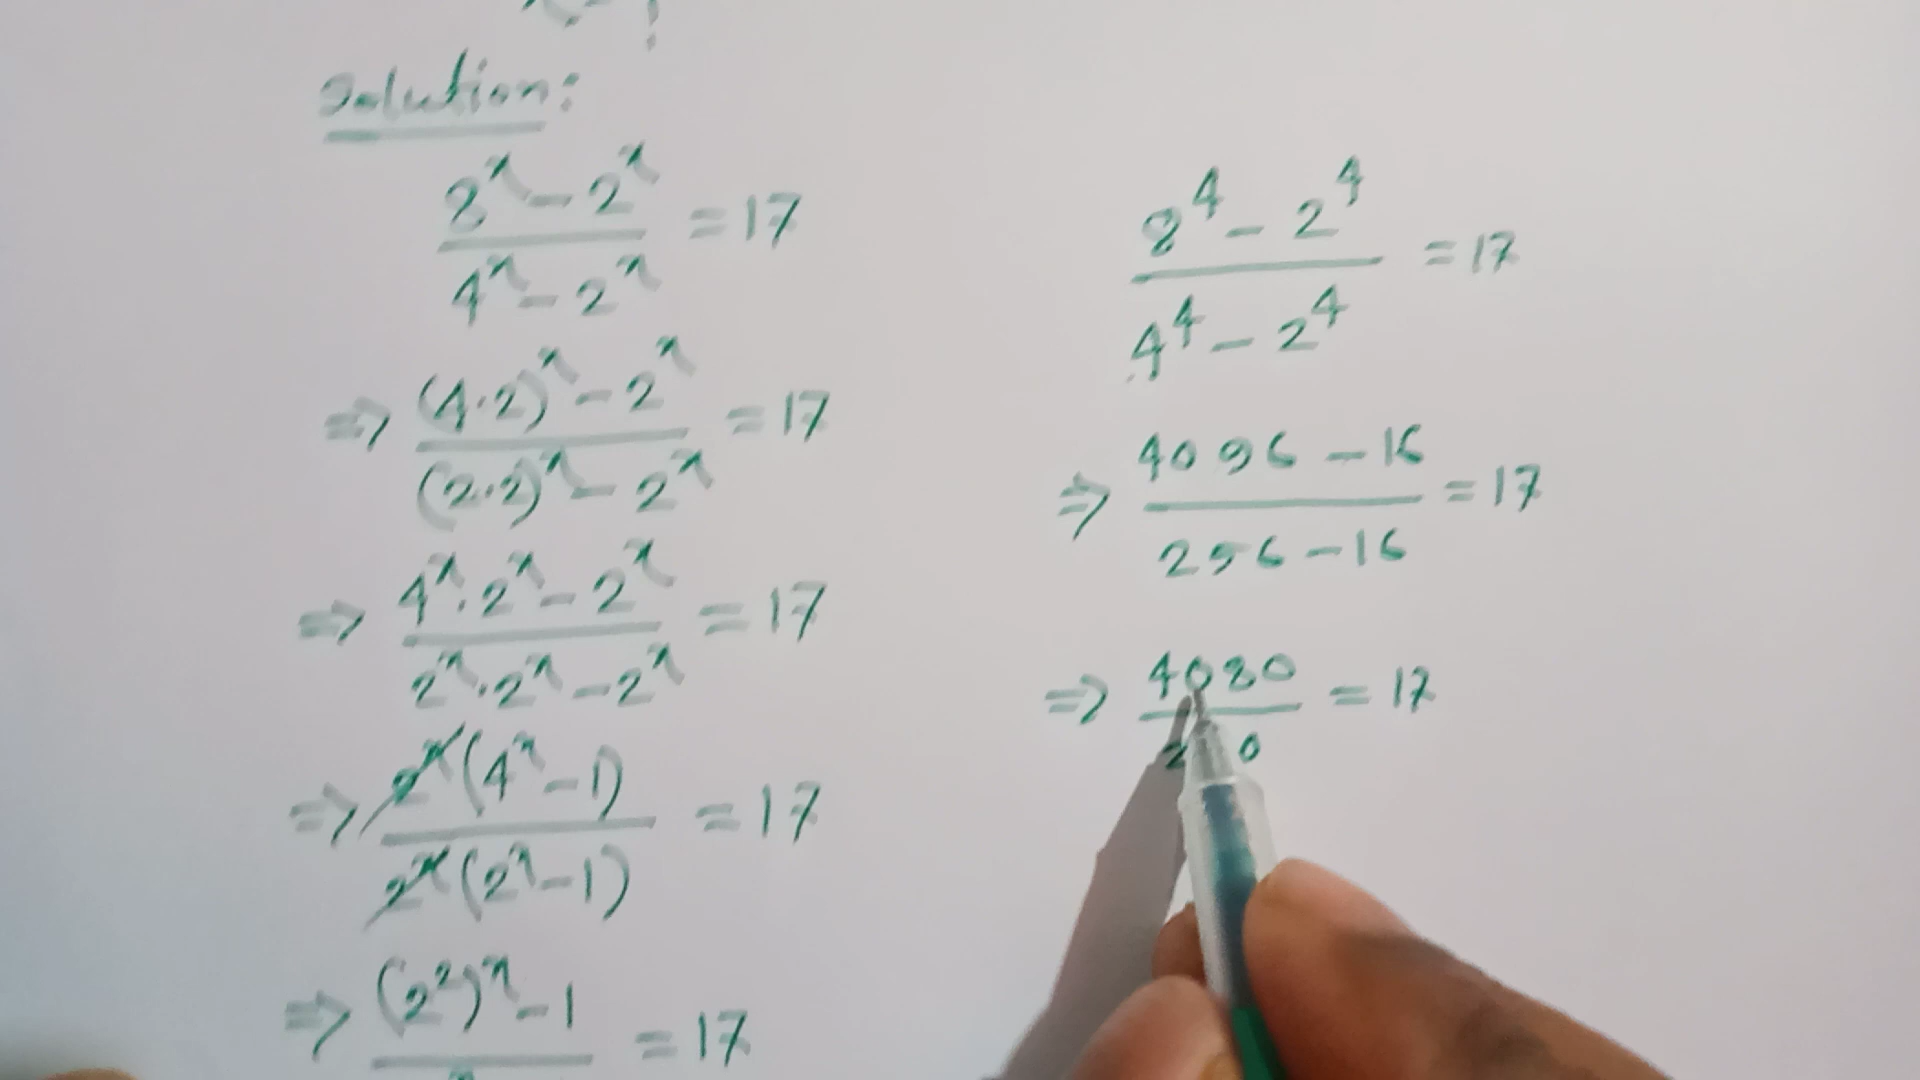 Solution:
(8^x - 2^x)/(4^x - 2^x) = 17
⇒ ((4·2)^x - 2^x)/((2·2)^x - 2^x) = 17
⇒ (4^x·2^x - 2^x)/(2^x·2^x - 2^x) = 17
⇒ (2^x(4^x - 1))/(2^x(2^x - 1)) = 17
⇒ (2^2)^x - 1 = 17
(8^4 - 2^4)/(4^4 - 2^4) = 17
⇒ (4096 - 16)/(256 - 16) = 17
⇒ 4080/2 0 = 17